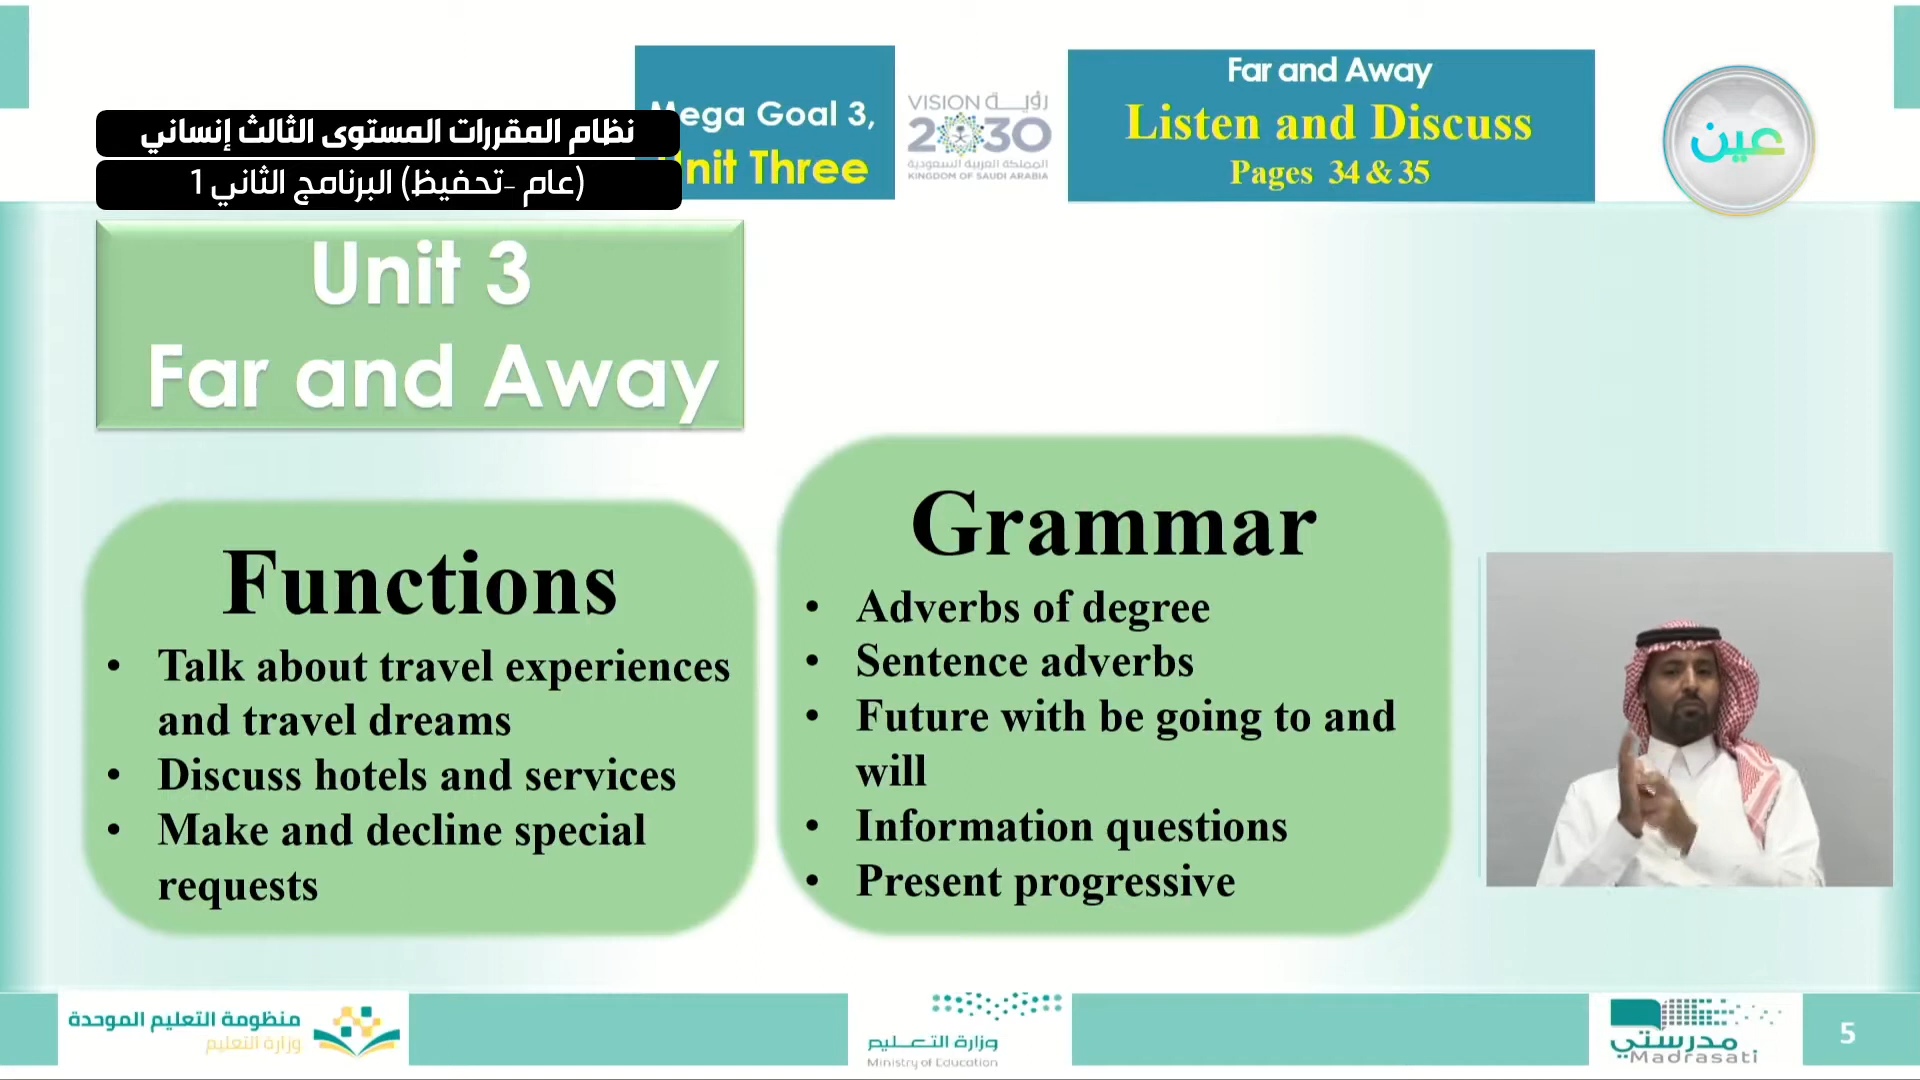 Mega Goal 3,
Unit Three
نظام المقررات المستوى الثالث إنساني
(عام -تحفيظ) البرنامج الثاني 1
VISION رؤيــة
2030
المملكة العربية السعودية
KINGDOM OF SAUDI ARABIA
Far and Away
Listen and Discuss
Pages 34 & 35
عين
Unit 3
Far and Away
Functions
• Talk about travel experiences
and travel dreams
• Discuss hotels and services
• Make and decline special
requests
Grammar
• Adverbs of degree
• Sentence adverbs
• Future with be going to and
will
• Information questions
• Present progressive
منظومة التعليم الموحدة
وزارة التعليم
وزارة التعـــليم
Ministry of Education
مدرستي
Madrasati
5